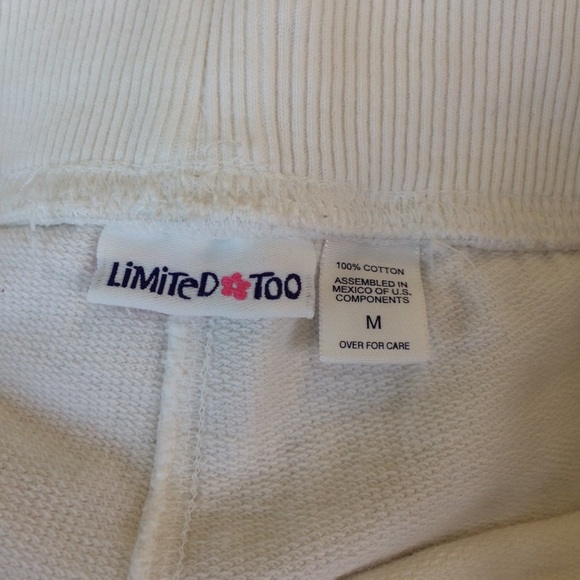 LiMiTeD TOO
100% COTTON
ASSEMBLED IN
MEXICO OF U.S.
COMPONENTS
M
OVER FOR CARE